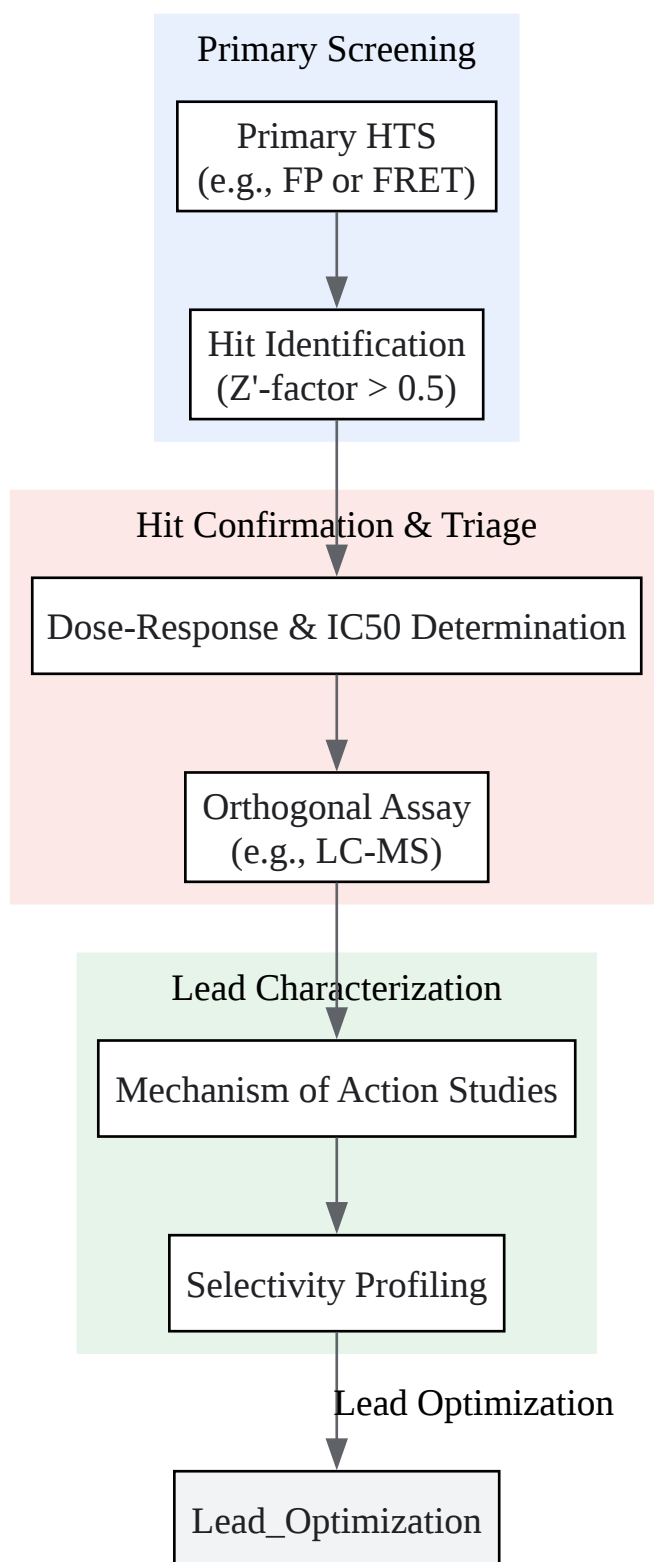 Primary Screening
Primary HTS
(e.g., FP or FRET)
Hit Identification
(Z'-factor > 0.5)
Hit Confirmation & Triage
Dose-Response & IC50 Determination
Orthogonal Assay
(e.g., LC-MS)
Lead Characterization
Mechanism of Action Studies
Selectivity Profiling
Lead Optimization
Lead_Optimization